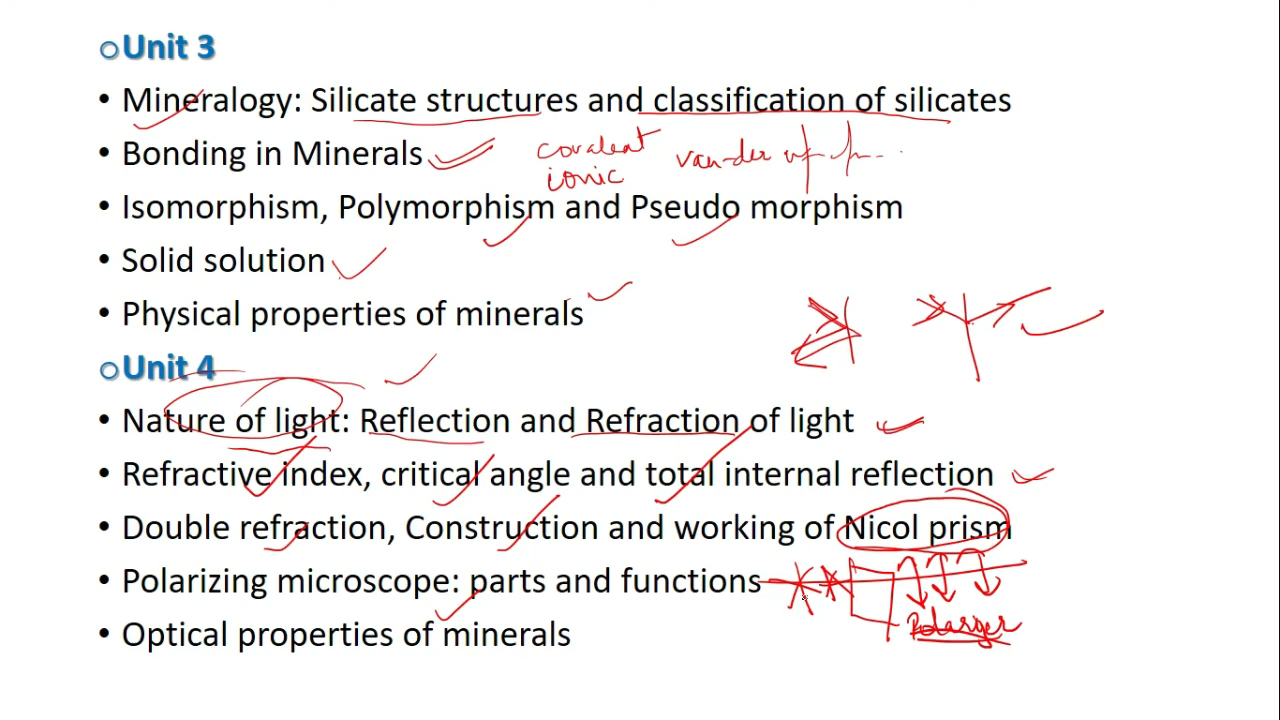 Unit 3
• Mineralogy: Silicate structures and classification of silicates
• Bonding in Minerals
covalent
ionic
van-der
• Isomorphism, Polymorphism and Pseudo morphism
• Solid solution
• Physical properties of minerals
Unit 4
• Nature of light: Reflection and Refraction of light
• Refractive index, critical angle and total internal reflection
• Double refraction, Construction and working of Nicol prism
• Polarizing microscope: parts and functions
• Optical properties of minerals